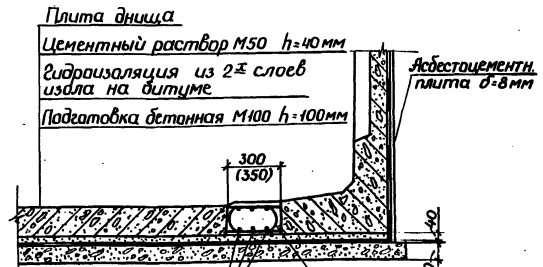 Плита днища
Цементный раствор М50 h=40мм
Гидроизоляция из 2х слоев
изола на битуме
Подготовка бетонная М100 h=100мм
Асбестоцементн.
плита δ=8мм
300
(350)
40